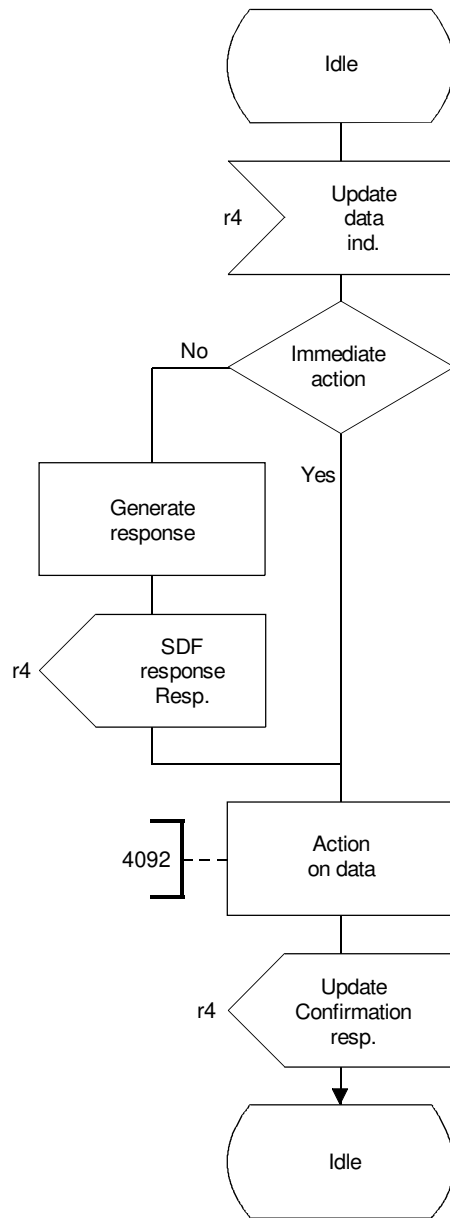 Idle
r4
Update
data
ind.
No
Immediate
action
Yes
Generate
response
r4
SDF
response
Resp.
4092
Action
on data
r4
Update
Confirmation
resp.
Idle